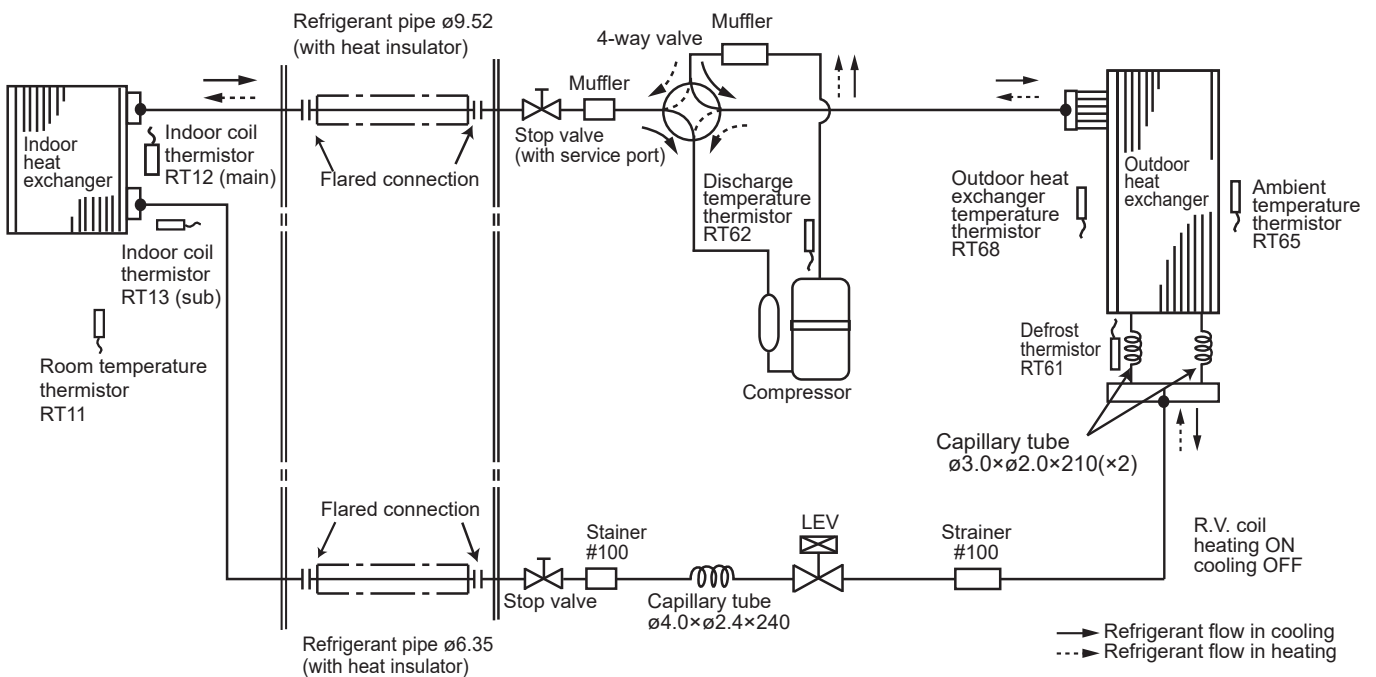 Refrigerant pipe ø9.52
(with heat insulator)
Muffler
4-way valve
Muffler
Stop valve
(with service port)
Indoor
heat
exchanger
Indoor coil
thermistor
RT12 (main)
Flared connection
Indoor coil
thermistor
RT13 (sub)
Room temperature
thermistor
RT11
Discharge
temperature
thermistor
RT62
Compressor
Outdoor heat
exchanger
temperature
thermistor
RT68
Outdoor
heat
exchanger
Ambient
temperature
thermistor
RT65
Defrost
thermistor
RT61
Capillary tube
ø3.0×ø2.0×210(×2)
Flared connection
Stop valve
Stainer
#100
Capillary tube
ø4.0×ø2.4×240
LEV
Strainer
#100
R.V. coil
heating ON
cooling OFF
Refrigerant pipe ø6.35
(with heat insulator)
Refrigerant flow in cooling
Refrigerant flow in heating